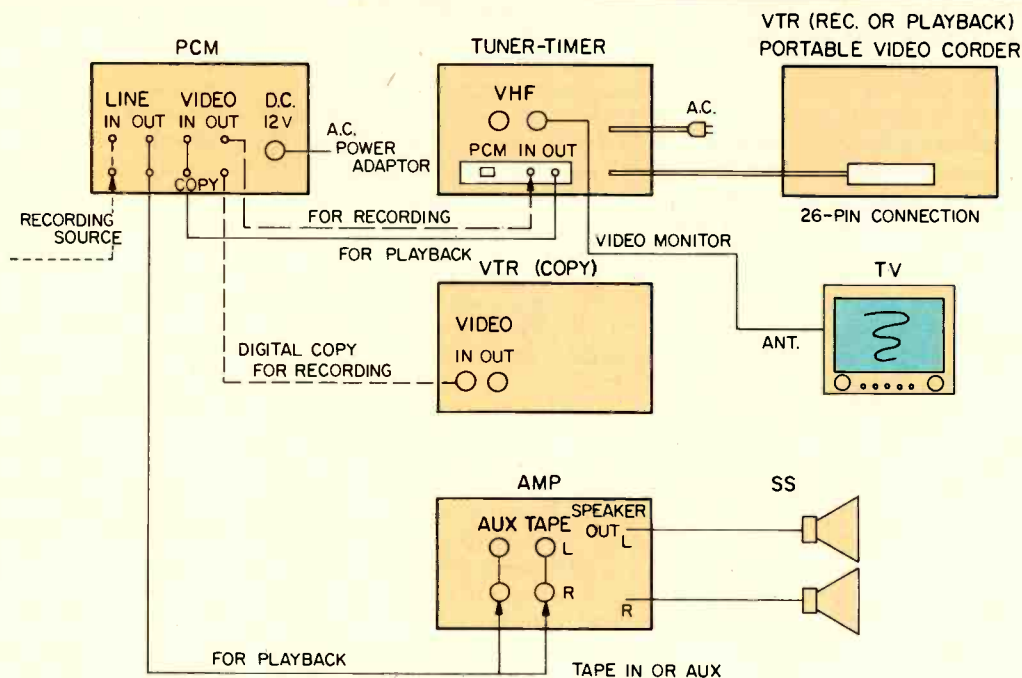 VTR (REC. OR PLAYBACK)
PORTABLE VIDEO CORDER
PCM
TUNER-TIMER
LINE
IN OUT
VIDEO
IN OUT
D.C.
12 V
A.C.
POWER
ADAPTOR
COPY
RECORDING
SOURCE
VHF
PCM IN OUT
A.C.
26-PIN CONNECTION
FOR RECORDING
FOR PLAYBACK
VIDEO MONITOR
VTR (COPY)
VIDEO
IN OUT
DIGITAL COPY
FOR RECORDING
TV
ANT.
AMP
AUX TAPE
L
R
SPEAKER
OUT L
R
SS
FOR PLAYBACK
TAPE IN OR AUX